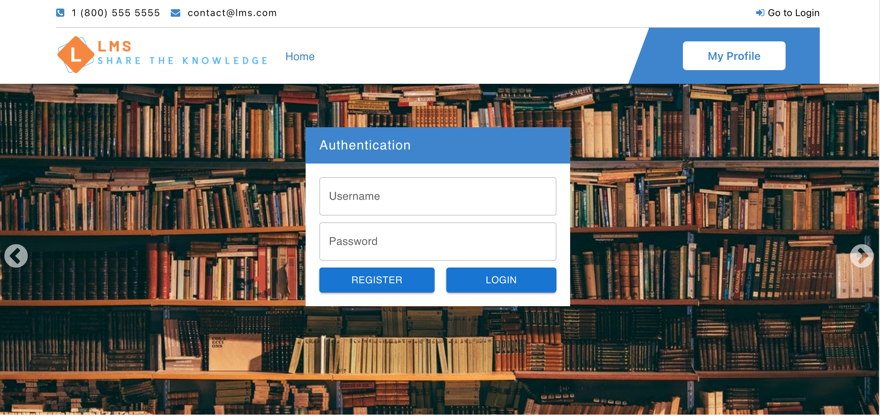 1 (800) 555 5555 contact@lms.com Go to Login
L LMS
SHARE THE KNOWLEDGE
Home
My Profile
Authentication
Username
Password
REGISTER LOGIN